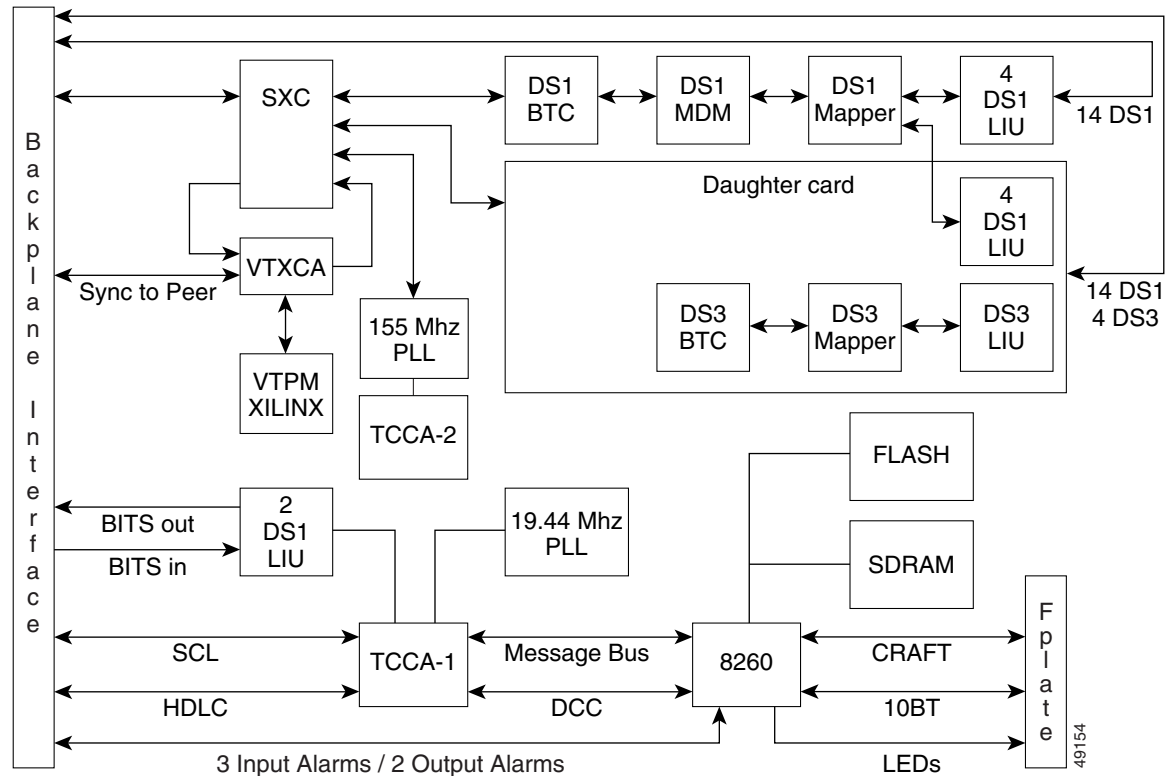 Backplane Interface
SXC
DS1
BTC
DS1
MDM
DS1
Mapper
4
DS1
LIU
14 DS1
Daughter card
4
DS1
LIU
VTXCA
Sync to Peer
14 DS1
4 DS3
155 Mhz
PLL
DS3
BTC
DS3
Mapper
DS3
LIU
VTPM
XILINX
TCCA-2
FLASH
2
DS1
LIU
BITS out
BITS in
19.44 Mhz
PLL
SDRAM
Fplate
SCL
TCCA-1
Message Bus
8260
CRAFT
HDLC
DCC
10BT
3 Input Alarms / 2 Output Alarms
LEDs
49154